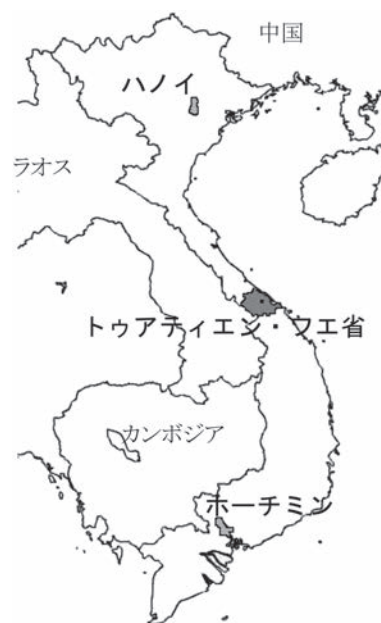 中国
ハノイ
ラオス
トゥアティエン・フエ省
カンボジア
ホーチミン